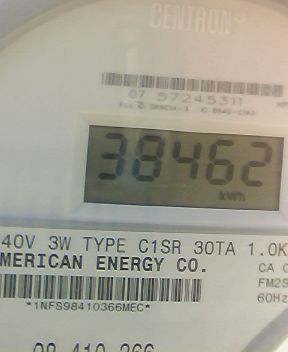 CENTRON®
07 57245311
38462
kWh
40V 3W TYPE C1SR 30TA 1.0K
MERICAN ENERGY CO.
CA
FM2S
60Hz
*1NFS98410366MEC*